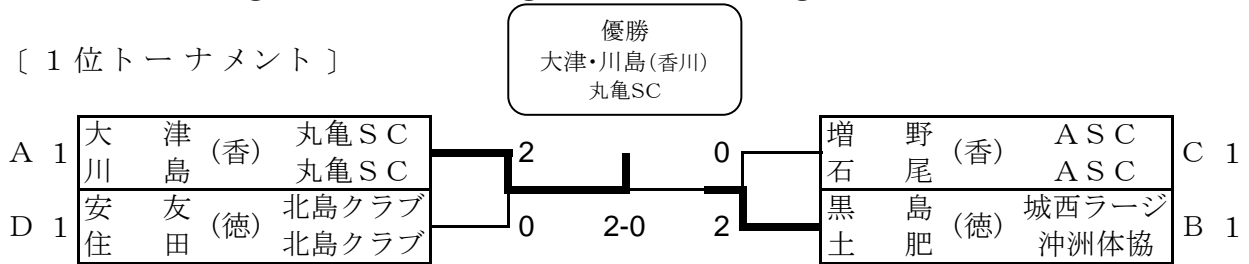 優勝
大津・川島(香川)
丸亀SC
〔１位トーナメント〕
A 1 大津 (香) 丸亀ＳＣ 2 0 増野 (香) ＡＳＣ C 1
川島 丸亀ＳＣ 石尾 ＡＳＣ
D 1 安友 (徳) 北島クラブ 0 2-0 2 黒島 (徳) 城西ラージ B 1
住田 北島クラブ 土肥 沖洲体協